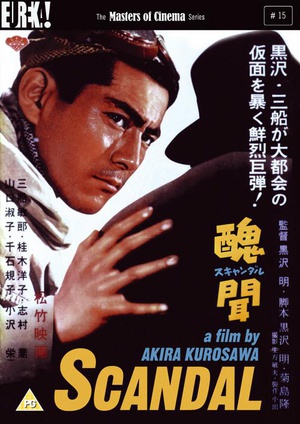 EUREKA!
The Masters of Cinema Series
# 15
黒沢・三船が大都会の
仮面を暴く鮮烈巨弾!
三船敏郎・桂木洋子・志村 喬
山口淑子・千石規子・小沢 栄
松竹映画
醜聞
スキャンダル
監督 黒沢 明・脚本 黒沢 明・菊島 隆
a film by
AKIRA KUROSAWA
SCANDAL
PG